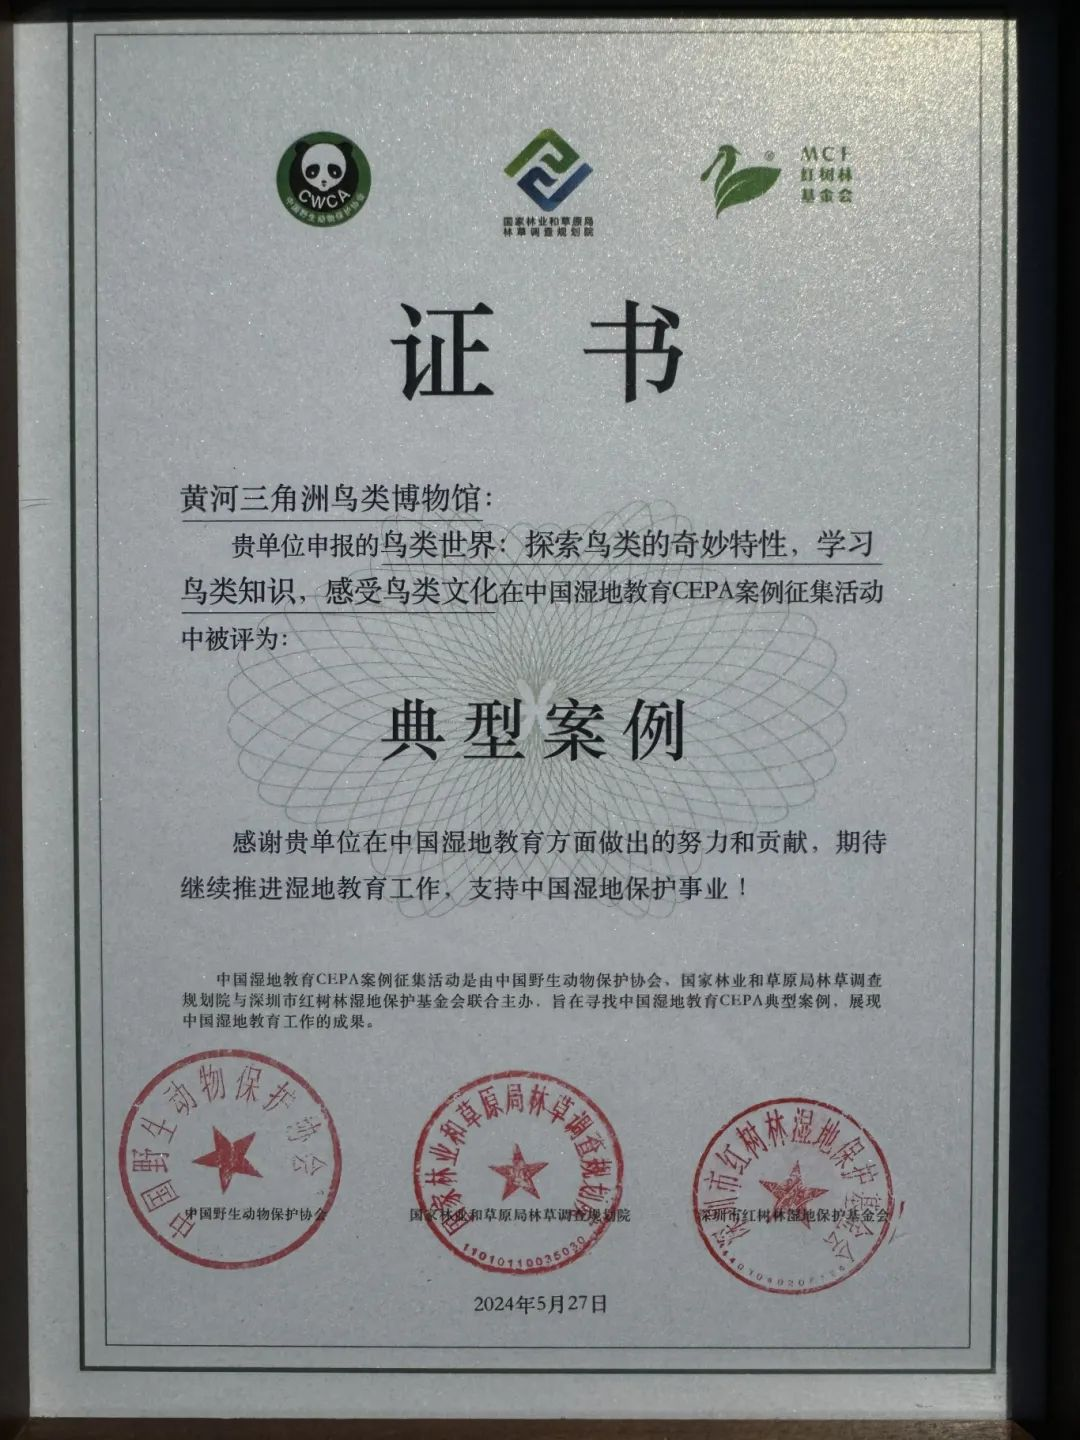 CWCA
中国野生动物保护协会
国家林业和草原局
林草调查规划院
MCF
红树林
基金会
证书
黄河三角洲鸟类博物馆：
贵单位申报的鸟类世界：探索鸟类的奇妙特性，学习
鸟类知识，感受鸟类文化在中国湿地教育CEPA案例征集活动
中被评为：
典型案例
感谢贵单位在中国湿地教育方面做出的努力和贡献，期待
继续推进湿地教育工作，支持中国湿地保护事业！
中国湿地教育CEPA案例征集活动是由中国野生动物保护协会、国家林业和草原局林草调查
规划院与深圳市红树林湿地保护基金会联合主办，旨在寻找中国湿地教育CEPA典型案例，展现
中国湿地教育工作的成果。
中国野生动物保护协会
国家林业和草原局林草调查规划院
11010110035030
深圳市红树林湿地保护基金会
中国野生动物保护协会
国家林业和草原局林草调查规划院
深圳市红树林湿地保护基金会
2024年5月27日